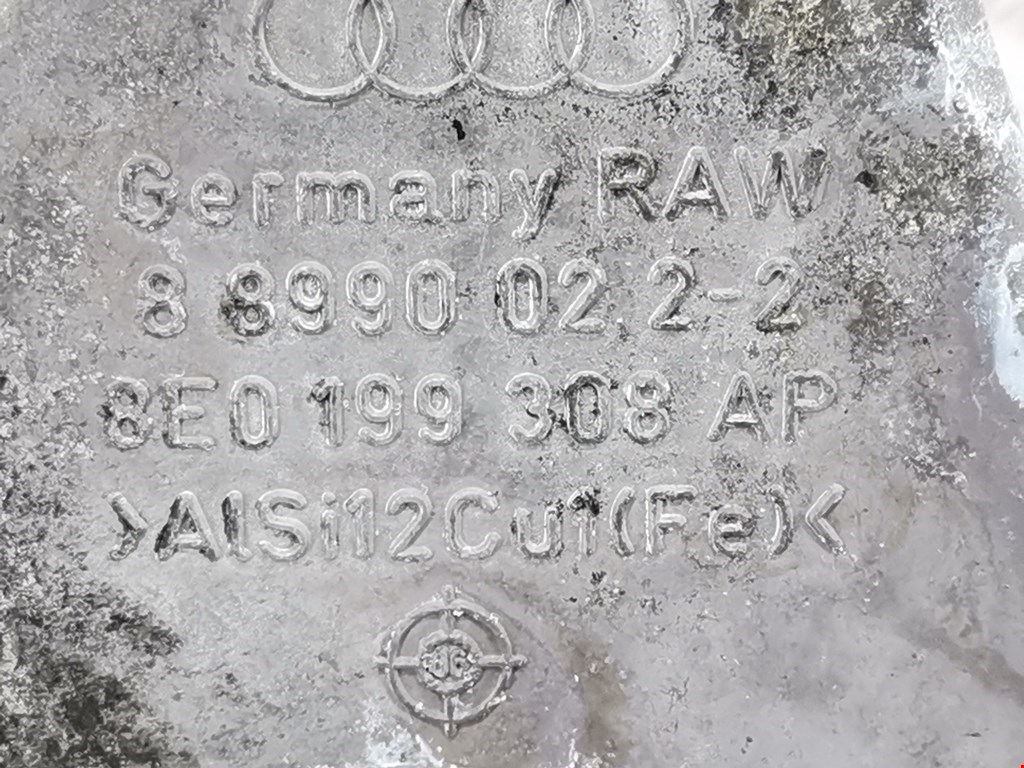 Germany RAW
8 8990 02 2-2
8E0 199 308 AP
>AlSi12Cu1(Fe)<